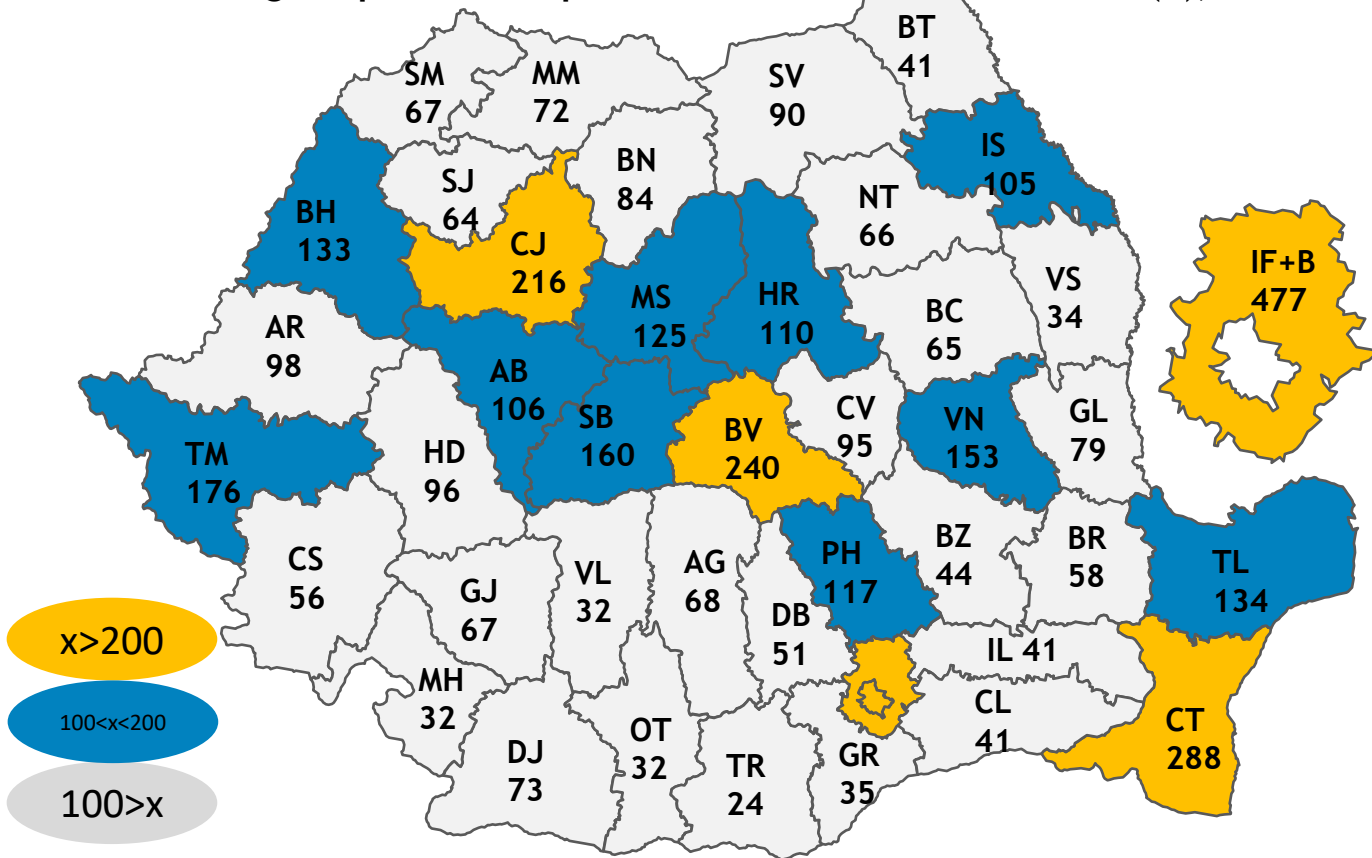 BT
41
SM
67
MM
72
SV
90
IS
105
BN
84
SJ
64
NT
66
BH
133
CJ
216
IF+B
477
VS
34
MS
125
HR
110
BC
65
AR
98
AB
106
CV
95
GL
79
SB
160
BV
240
VN
153
TM
176
HD
96
CS
56
GJ
67
VL
32
AG
68
PH
117
BZ
44
BR
58
TL
134
DB
51
x>200
IL 41
100<x<200
MH
32
CL
41
CT
288
100>x
DJ
73
OT
32
TR
24
GR
35